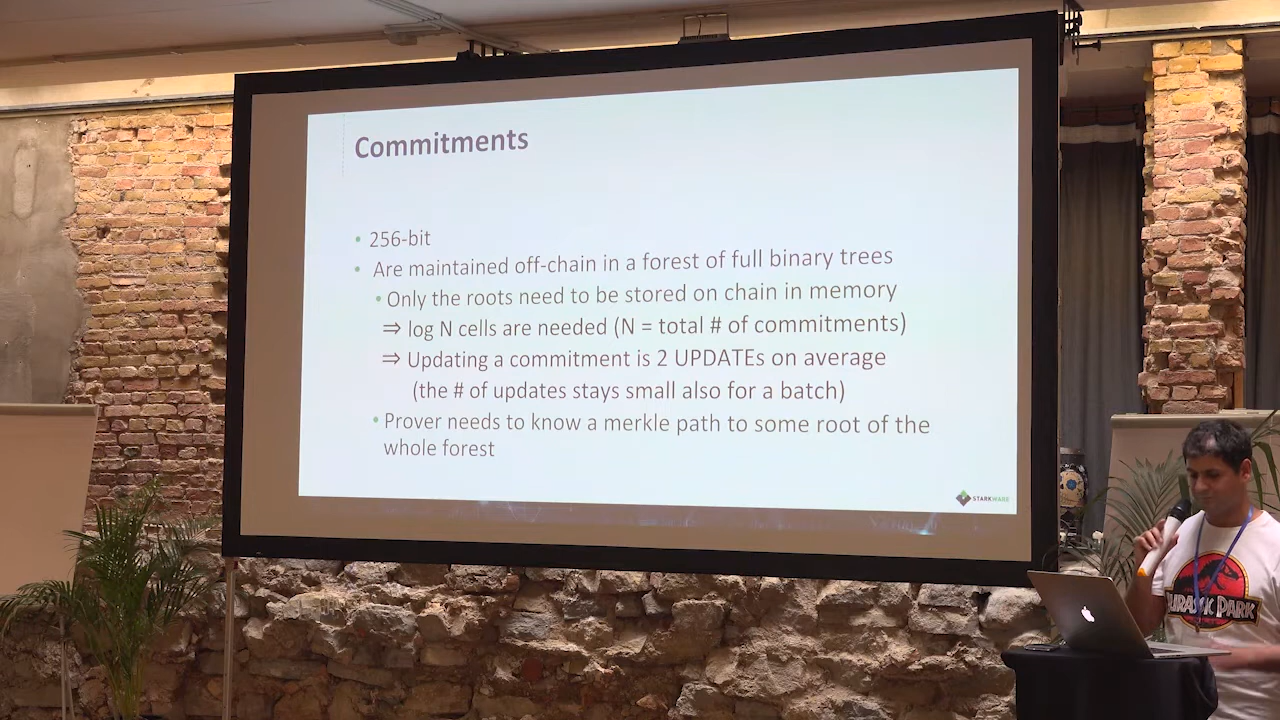 Commitments
• 256-bit
• Are maintained off-chain in a forest of full binary trees
• Only the roots need to be stored on chain in memory
⇒ log N cells are needed (N = total # of commitments)
⇒ Updating a commitment is 2 UPDATEs on average
(the # of updates stays small also for a batch)
• Prover needs to know a merkle path to some root of the
whole forest
STARKWARE
JURASSIC PARK